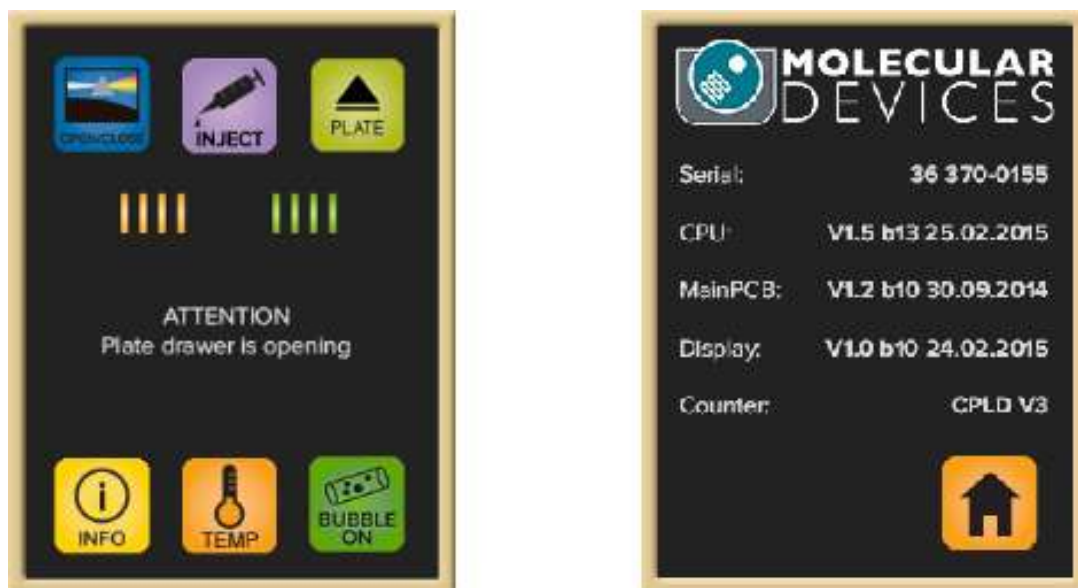 OPEN/CLOSE
INJECT
PLATE
ATTENTION
Plate drawer is opening
INFO
TEMP
BUBBLE
ON
MOLECULAR
DEVICES
Serial: 36 370-0155
CPU: V1.5 b13 25.02.2015
MainPCB: V1.2 b10 30.09.2014
Display: V1.0 b10 24.02.2015
Counter: CPLD V3